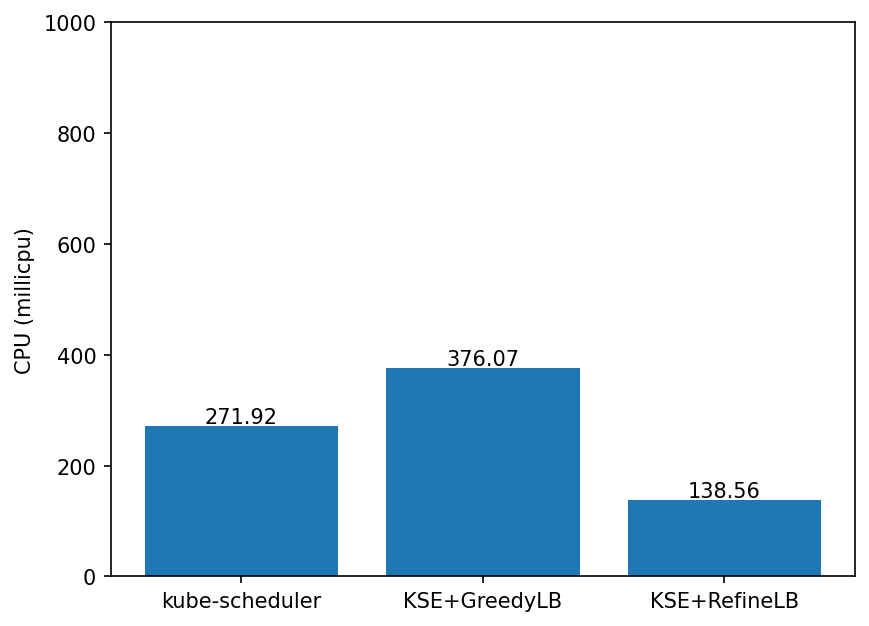 1000
800
600
400
200
0
CPU (millicpu)
271.92
376.07
138.56
kube-scheduler
KSE+GreedyLB
KSE+RefineLB